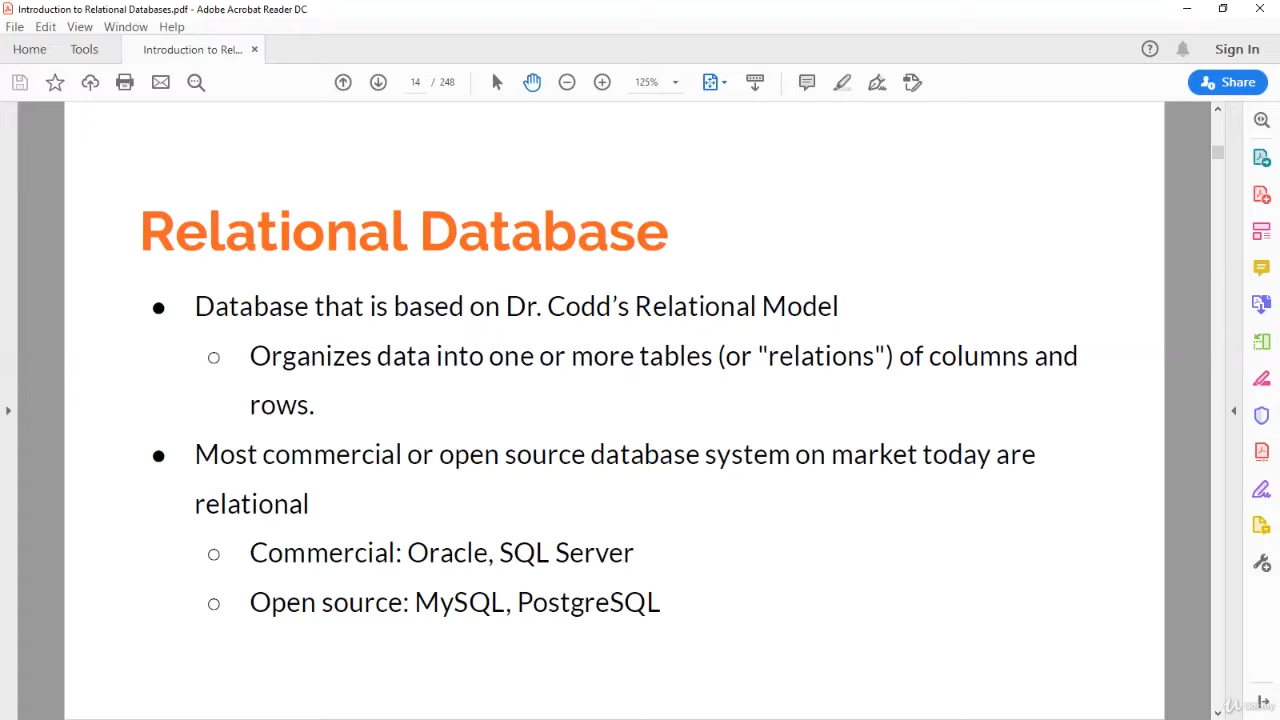 Introduction to Relational Databases.pdf - Adobe Acrobat Reader DC
File Edit View Window Help
Home Tools Introduction to Rel... × Sign In
14 / 248 125% Share
Relational Database
● Database that is based on Dr. Codd’s Relational Model
○ Organizes data into one or more tables (or "relations") of columns and
rows.
● Most commercial or open source database system on market today are
relational
○ Commercial: Oracle, SQL Server
○ Open source: MySQL, PostgreSQL
Udemy